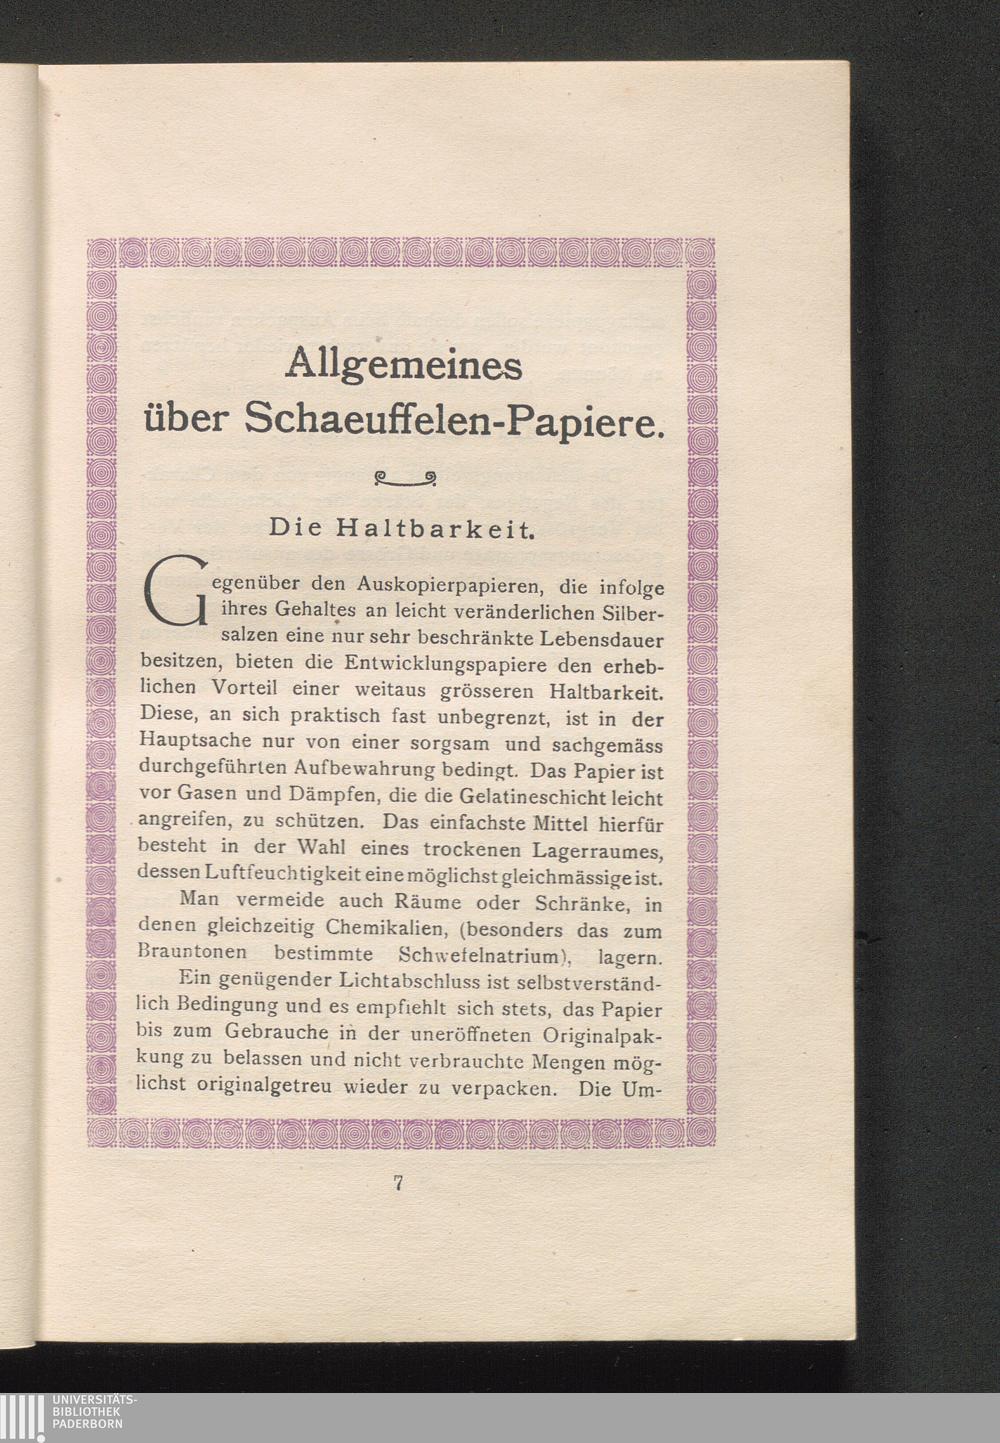 Allgemeines
über Schaeuffelen-Papiere.
Die Haltbarkeit.
Gegenüber den Auskopierpapieren, die infolge
ihres Gehaltes an leicht veränderlichen Silber-
salzen eine nur sehr beschränkte Lebensdauer
besitzen, bieten die Entwicklungspapiere den erheb-
lichen Vorteil einer weitaus grösseren Haltbarkeit.
Diese, an sich praktisch fast unbegrenzt, ist in der
Hauptsache nur von einer sorgsam und sachgemäss
durchgeführten Aufbewahrung bedingt. Das Papier ist
vor Gasen und Dämpfen, die die Gelatineschicht leicht
angreifen, zu schützen. Das einfachste Mittel hierfür
besteht in der Wahl eines trockenen Lagerraumes,
dessen Luftfeuchtigkeit eine möglichst gleichmässige ist.
Man vermeide auch Räume oder Schränke, in
denen gleichzeitig Chemikalien, (besonders das zum
Brauntonen bestimmte Schwefelnatrium), lagern.
Ein genügender Lichtabschluss ist selbstverständ-
lich Bedingung und es empfiehlt sich stets, das Papier
bis zum Gebrauche in der uneröffneten Originalpak-
kung zu belassen und nicht verbrauchte Mengen mög-
lichst originalgetreu wieder zu verpacken. Die Um-
7
UNIVERSITÄTS-
BIBLIOTHEK
PADERBORN